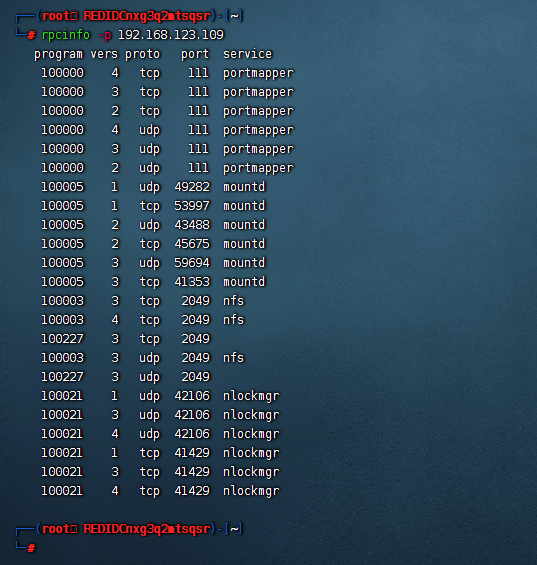 ┌──(root□ REDIDCnxg3q2mtsqsr)-[~]
└─# rpcinfo -p 192.168.123.109
   program vers proto   port  service
    100000    4   tcp    111  portmapper
    100000    3   tcp    111  portmapper
    100000    2   tcp    111  portmapper
    100000    4   udp    111  portmapper
    100000    3   udp    111  portmapper
    100000    2   udp    111  portmapper
    100005    1   udp  49282  mountd
    100005    1   tcp  53997  mountd
    100005    2   udp  43488  mountd
    100005    2   tcp  45675  mountd
    100005    3   udp  59694  mountd
    100005    3   tcp  41353  mountd
    100003    3   tcp   2049  nfs
    100003    4   tcp   2049  nfs
    100227    3   tcp   2049
    100003    3   udp   2049  nfs
    100227    3   udp   2049
    100021    1   udp  42106  nlockmgr
    100021    3   udp  42106  nlockmgr
    100021    4   udp  42106  nlockmgr
    100021    1   tcp  41429  nlockmgr
    100021    3   tcp  41429  nlockmgr
    100021    4   tcp  41429  nlockmgr
┌──(root□ REDIDCnxg3q2mtsqsr)-[~]
└─#